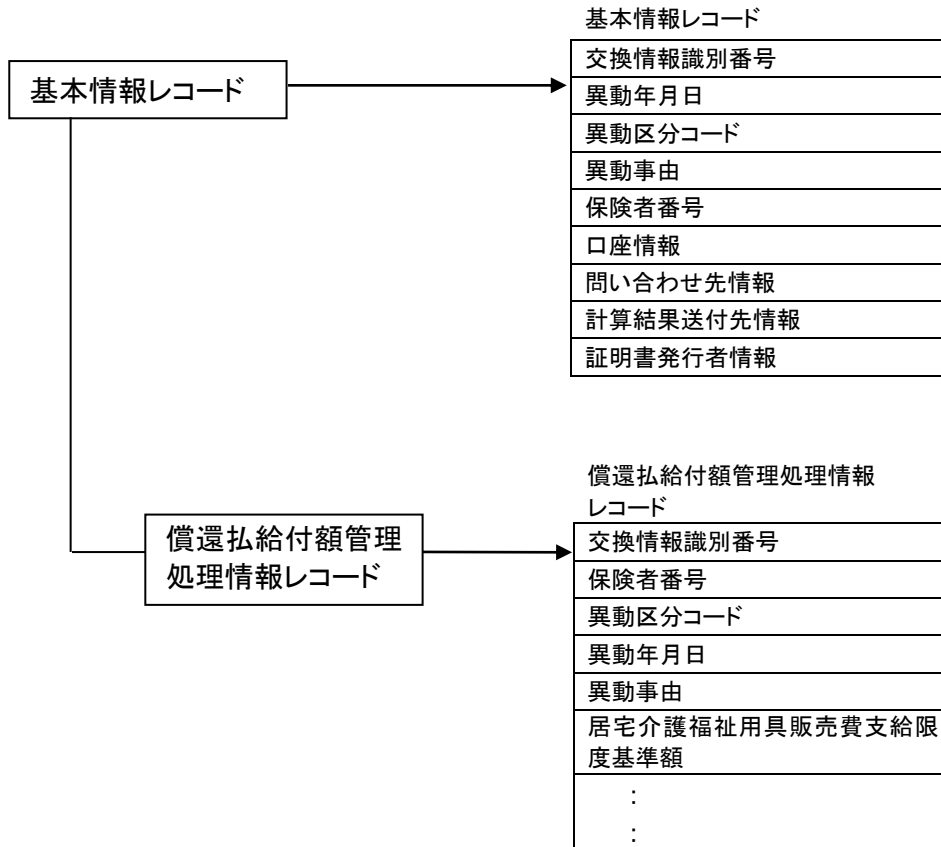 基本情報レコード
基本情報レコード
交換情報識別番号
異動年月日
異動区分コード
異動事由
保険者番号
口座情報
問い合わせ先情報
計算結果送付先情報
証明書発行者情報
償還払給付額管理
処理情報レコード
償還払給付額管理処理情報
レコード
交換情報識別番号
保険者番号
異動区分コード
異動年月日
異動事由
居宅介護福祉用具販売費支給限
度基準額
：
：